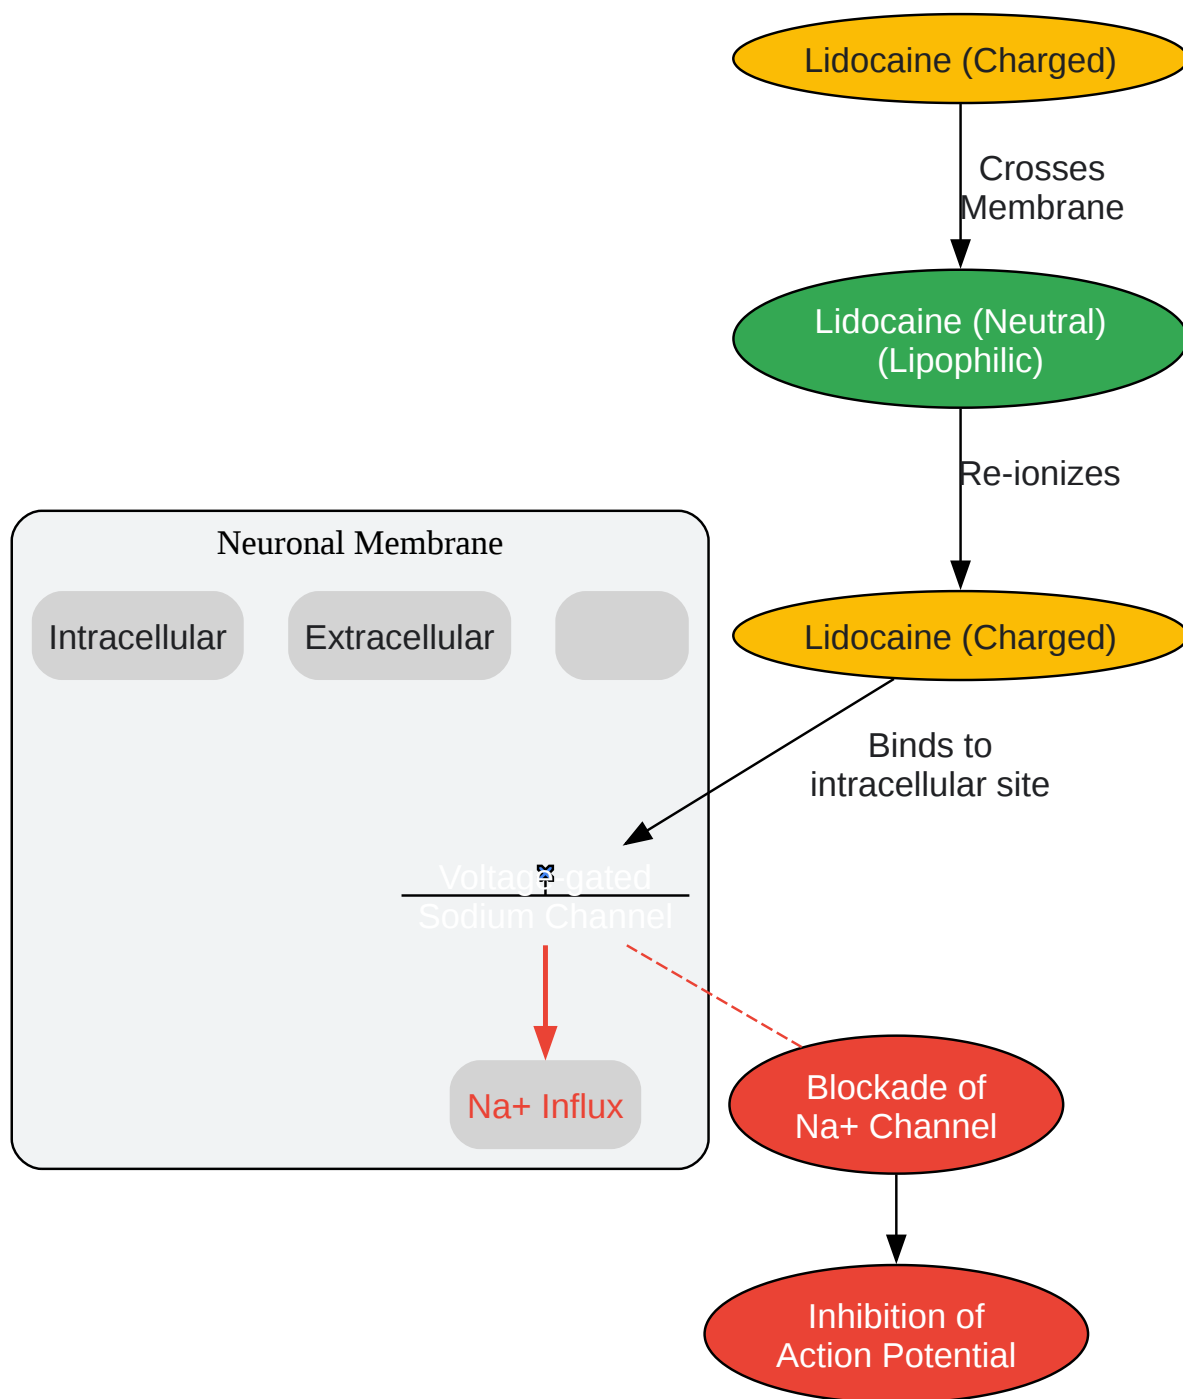 Lidocaine (Charged)
Crosses
Membrane
Lidocaine (Neutral)
(Lipophilic)
Re-ionizes
Neuronal Membrane
Intracellular
Extracellular
Lidocaine (Charged)
Binds to
intracellular site
Voltage-gated
Sodium Channel
Na+ Influx
Blockade of
Na+ Channel
Inhibition of
Action Potential